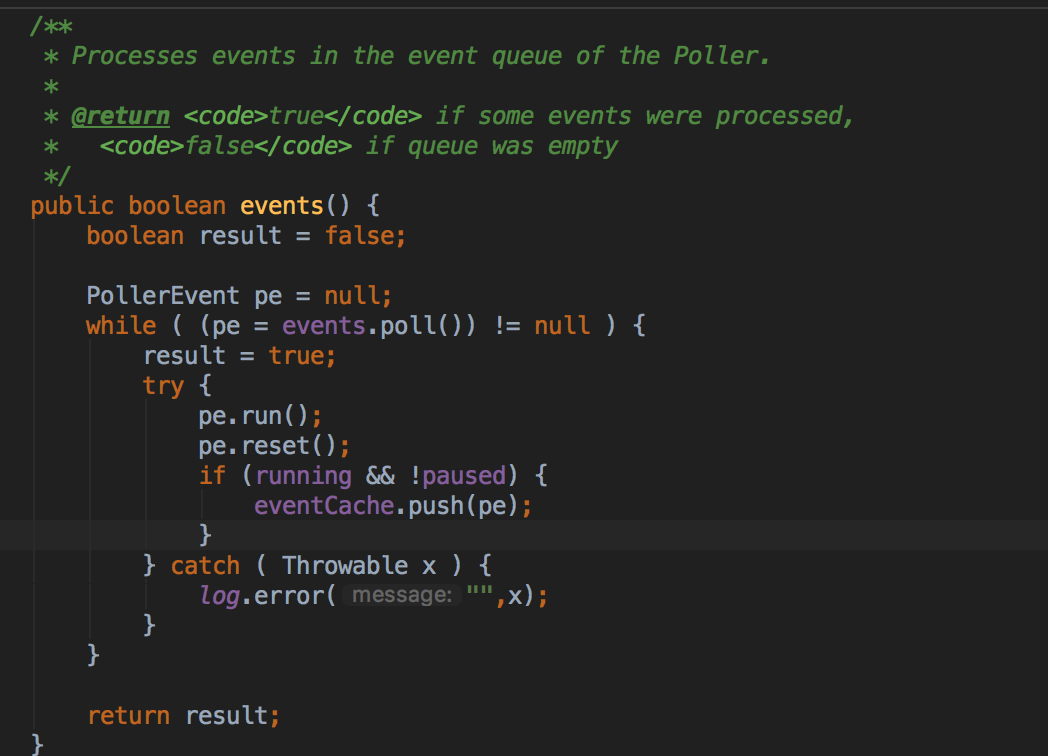 /**
 * Processes events in the event queue of the Poller.
 *
 * @return <code>true</code> if some events were processed,
 *   <code>false</code> if queue was empty
 */
public boolean events() {
    boolean result = false;

    PollerEvent pe = null;
    while ( (pe = events.poll()) != null ) {
        result = true;
        try {
            pe.run();
            pe.reset();
            if (running && !paused) {
                eventCache.push(pe);
            }
        } catch ( Throwable x ) {
            log.error( message: "",x);
        }
    }

    return result;
}